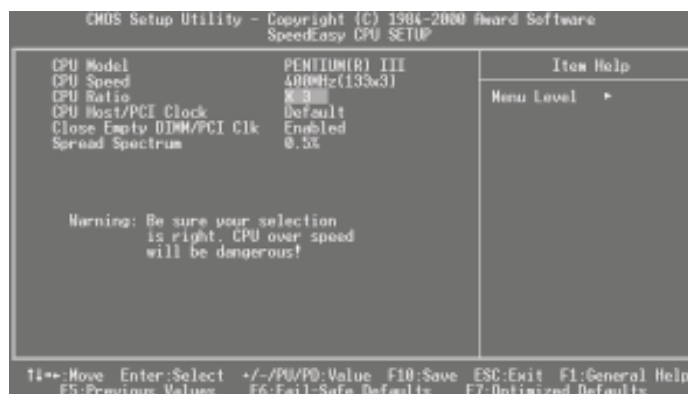 CMOS Setup Utility - Copyright (C) 1984-2000 Award Software
SpeedEasy CPU SETUP
CPU Model PENTIUM(R) III
CPU Speed 400MHz(133x3)
CPU Ratio X 3
CPU Host/PCI Clock Default
Close Empty DIMM/PCI Clk Enabled
Spread Spectrum 0.5%
Warning: Be sure your selection
is right. CPU over speed
will be dangerous!
Item Help
Menu Level ►
↑↓→←:Move Enter:Select +/-/PU/PD:Value F10:Save ESC:Exit F1:General Help
F5:Previous Values F6:Fail-Safe Defaults F7:Optimized Defaults